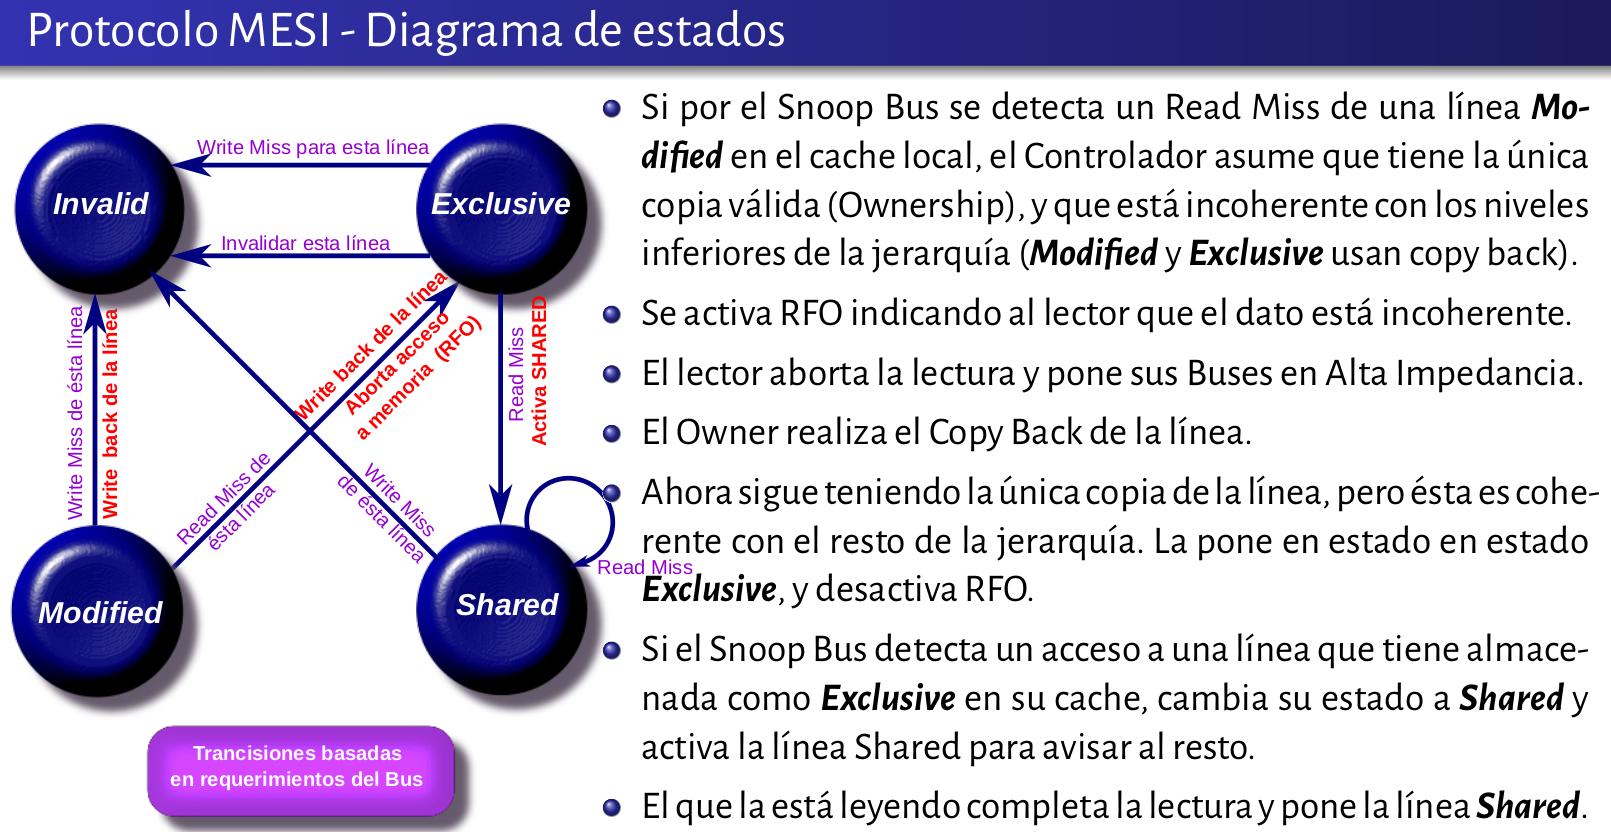 Protocolo MESI - Diagrama de estados
Write Miss para esta línea
Invalid
Exclusive
Invalidar esta línea
Write Miss de ésta línea
Write back de la línea
Write back de la línea
Aborta acceso
a memoria (RFO)
Read Miss de
ésta línea
Write Miss
de ésta línea
Read Miss
Activa SHARED
Read Miss
Modified
Shared
Trancisiones basadas
en requerimientos del Bus
Si por el Snoop Bus se detecta un Read Miss de una línea Mo-
dified en el cache local, el Controlador asume que tiene la única
copia válida (Ownership), y que está incoherente con los niveles
inferiores de la jerarquía (Modified y Exclusive usan copy back).
Se activa RFO indicando al lector que el dato está incoherente.
El lector aborta la lectura y pone sus Buses en Alta Impedancia.
El Owner realiza el Copy Back de la línea.
Ahora sigue teniendo la única copia de la línea, pero ésta es cohe-
rente con el resto de la jerarquía. La pone en estado en estado
Exclusive, y desactiva RFO.
Si el Snoop Bus detecta un acceso a una línea que tiene almace-
nada como Exclusive en su cache, cambia su estado a Shared y
activa la línea Shared para avisar al resto.
El que la está leyendo completa la lectura y pone la línea Shared.